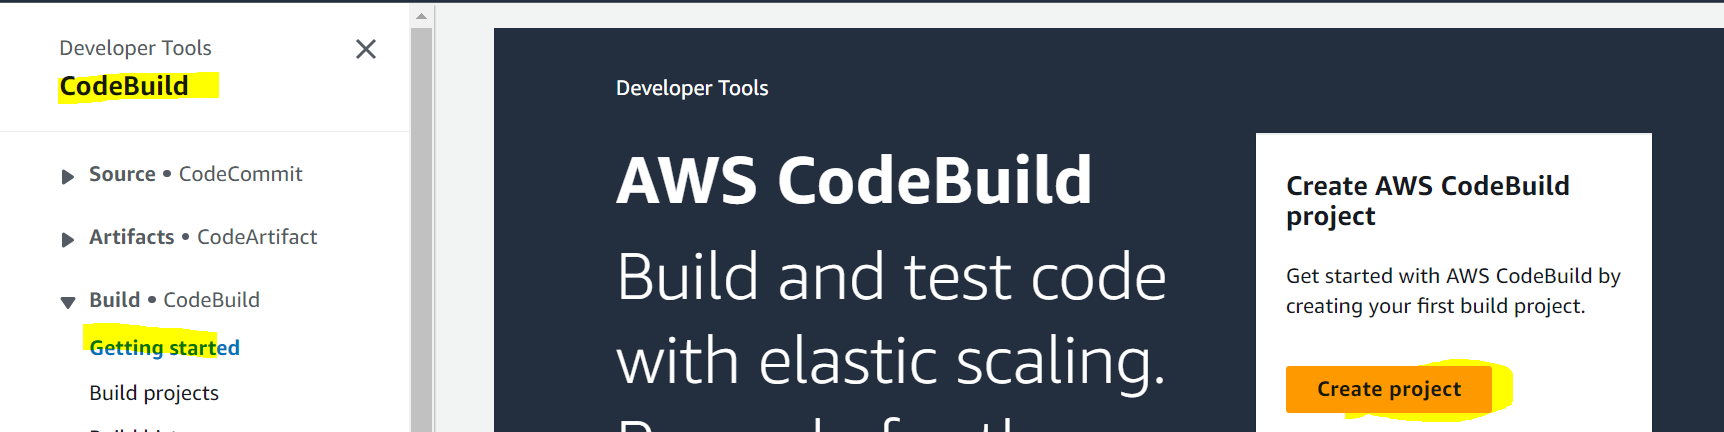 Developer Tools
CodeBuild
Source • CodeCommit
Artifacts • CodeArtifact
Build • CodeBuild
Getting started
Build projects
Developer Tools
AWS CodeBuild
Build and test code
with elastic scaling.
Create AWS CodeBuild
project
Get started with AWS CodeBuild by
creating your first build project.
Create project